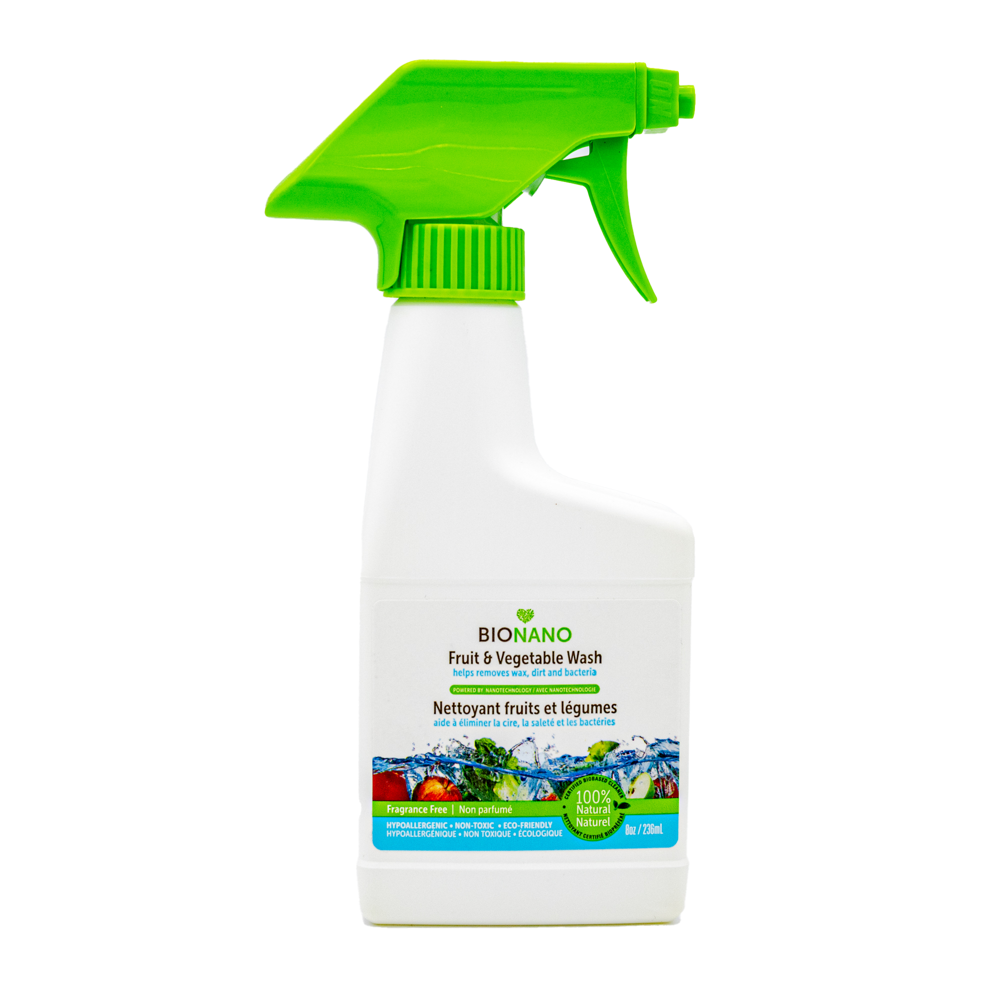 NO
BIONANO
Fruit & Vegetable Wash
helps removes wax, dirt and bacteria
POWERED BY NANOTECHNOLOGY / AVEC NANOTECHNOLOGIE
Nettoyant fruits et légumes
aide à éliminer la cire, la saleté et les bactéries
CERTIFIED BIOBASED CLEANER
100%
Natural
Naturel
• NETTOYANT CERTIFIÉ BIOPRÉFÉRÉ •
Fragrance Free | Non parfumé
HYPOALLERGENIC • NON-TOXIC • ECO-FRIENDLY
HYPOALLERGÉNIQUE • NON TOXIQUE • ÉCOLOGIQUE
8oz / 236mL